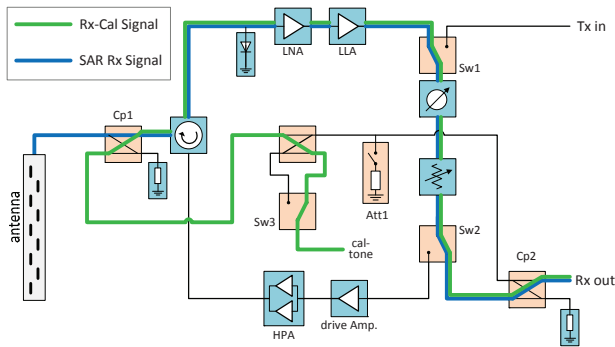 Rx-Cal Signal
SAR Rx Signal
LNA
LLA
Tx in
Sw1
Cp1
antenna
Sw3
Att1
cal-
tone
Sw2
Cp2
Rx out
HPA
drive Amp.